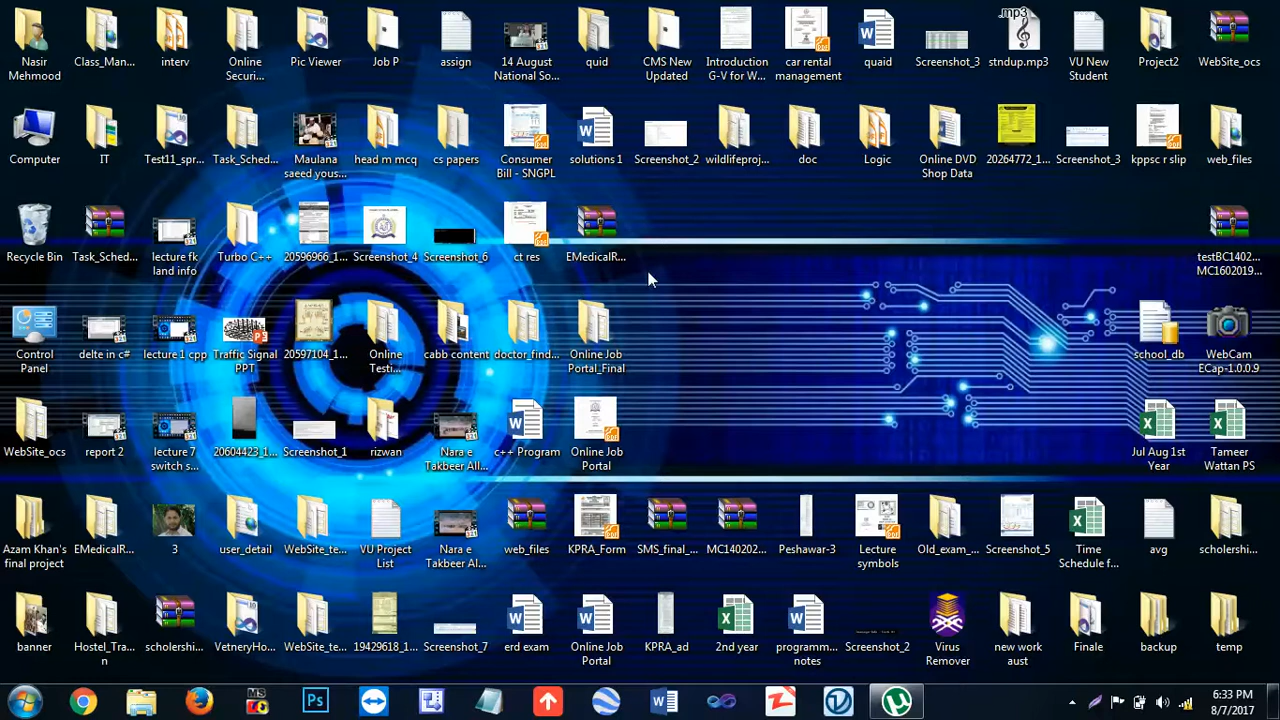 .mp3
Nasir Mehmood
Class_Man...
interv
Online Securi...
Pic Viewer
Job P
assign
14 August National So...
quid
CMS New Updated
Introduction G-V for W...
car rental management
quaid
Screenshot_3
stndup.mp3
VU New Student
Project2
WebSite_ocs
Computer
IT
Test11_spr...
Task_Sched...
Maulana saeed yous...
head m mcq
cs papers
Consumer Bill - SNGPL
solutions 1
Screenshot_2
wildlifeproj...
doc
Logic
Online DVD Shop Data
20264772_1...
Screenshot_3
kppsc r slip
web_files
Recycle Bin
Task_Sched...
lecture fk land info
Turbo C++
20596966_1...
Screenshot_4
Screenshot_6
ct res
EMedicalR...
testBC1402... MC1602019...
Control Panel
delte in c#
lecture 1 cpp
Traffic Signal PPT
20597104_1...
Online Testi...
cabb content
doctor_find...
Online Job Portal_Final
school_db
WebCam ECap-1.0.0.9
WebSite_ocs
report 2
lecture 7 switch s...
20604423_1...
Screenshot_1
rizwan
Nara e Takbeer All...
c++ Program
Online Job Portal
Jul Aug 1st Year
Tameer Wattan PS
Azam Khan's final project
EMedicalR...
3
user_detail
WebSite_te...
VU Project List
Nara e Takbeer Al...
web_files
KPRA_Form
SMS_final_...
MC140202...
Peshawar-3
Lecture symbols
Old_exam_...
Screenshot_5
Time Schedule f...
avg
scholershi...
banner
Hostel_Tra... n
scholershi...
VetneryHo...
WebSite_te...
19429618_1...
Screenshot_7
erd exam
Online Job Portal
KPRA_ad
2nd year
programm... notes
Screenshot_2
Virus Remover
new work aust
Finale
backup
temp
MS
Ps
6:33 PM
8/7/2017